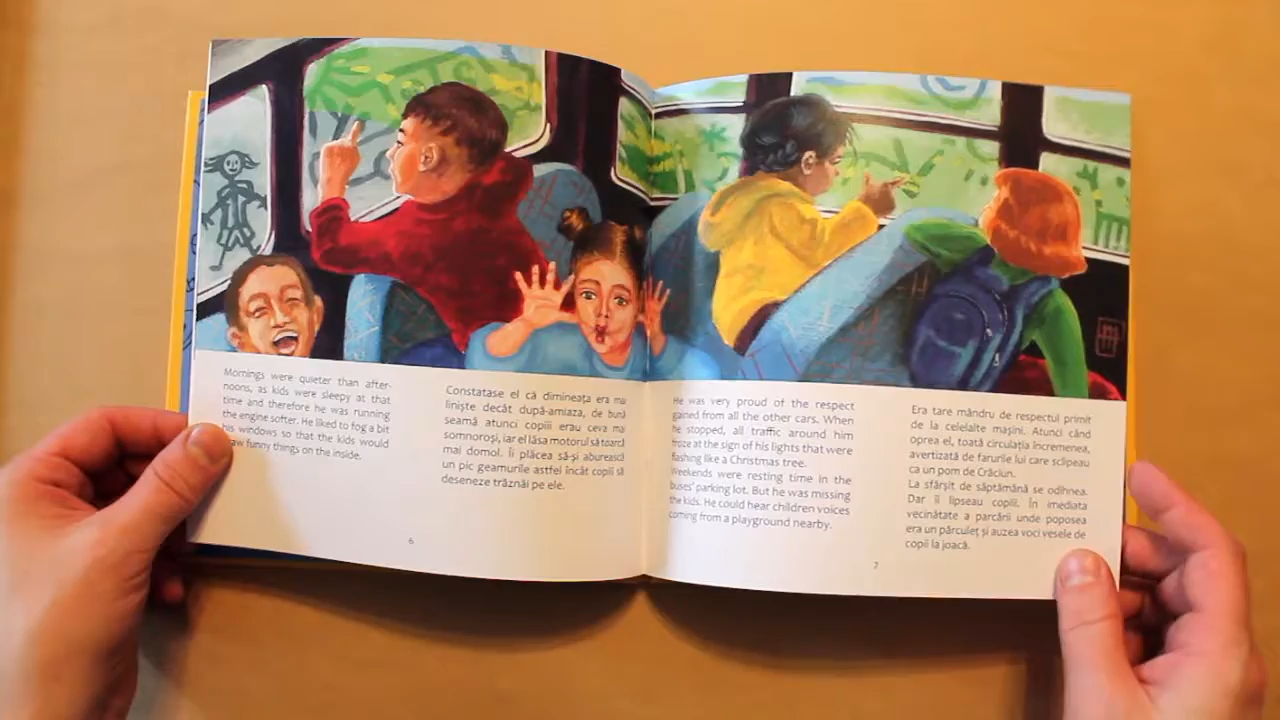 Mornings were quieter than after-
noons, as kids were sleepy at that
time and therefore he was running
the engine softer. He liked to fog a bit
his windows so that the kids would
draw funny things on the inside.
6
Constatase el că dimineața era mai
liniște decât după-amiaza, de bună
seamă atunci copiii erau ceva mai
somnoroși, iar el lăsa motorul să toarcă
mai domol. Îi plăcea să-și aburească
un pic geamurile astfel încât copiii să
deseneze trăznăi pe ele.
He was very proud of the respect
gained from all the other cars. When
he stopped, all traffic around him
froze at the sign of his lights that were
flashing like a Christmas tree.
Weekends were resting time in the
buses' parking lot. But he was missing
the kids. He could hear children voices
coming from a playground nearby.
Era tare mândru de respectul primit
de la celelalte mașini. Atunci când
oprea el, toată circulația încremenea,
avertizată de farurile lui care sclipeau
ca un pom de Crăciun.
La sfârșit de săptămână se odihnea.
Dar îi lipseau copiii. În imediata
vecinătate a parcării unde poposea
era un părculeț și auzea voci vesele de
copii la joacă.
7